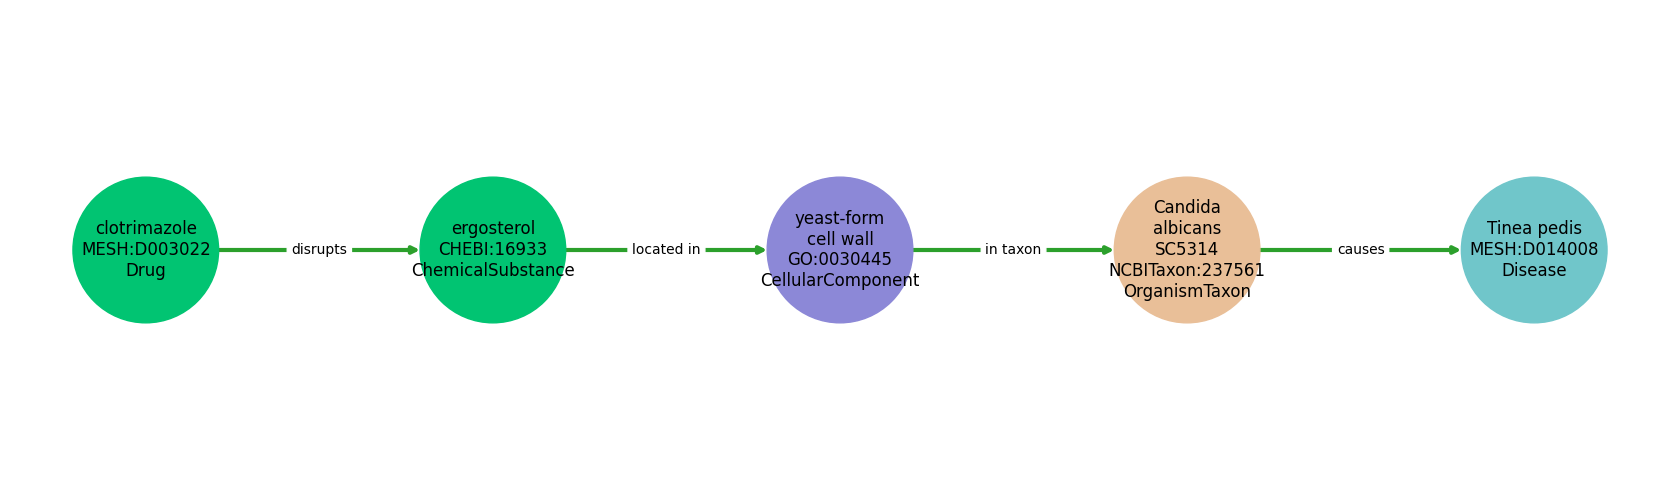 clotrimazole
MESH:D003022
Drug
disrupts
ergosterol
CHEBI:16933
ChemicalSubstance
located in
yeast-form
cell wall
GO:0030445
CellularComponent
in taxon
Candida
albicans
SC5314
NCBITaxon:237561
OrganismTaxon
causes
Tinea pedis
MESH:D014008
Disease